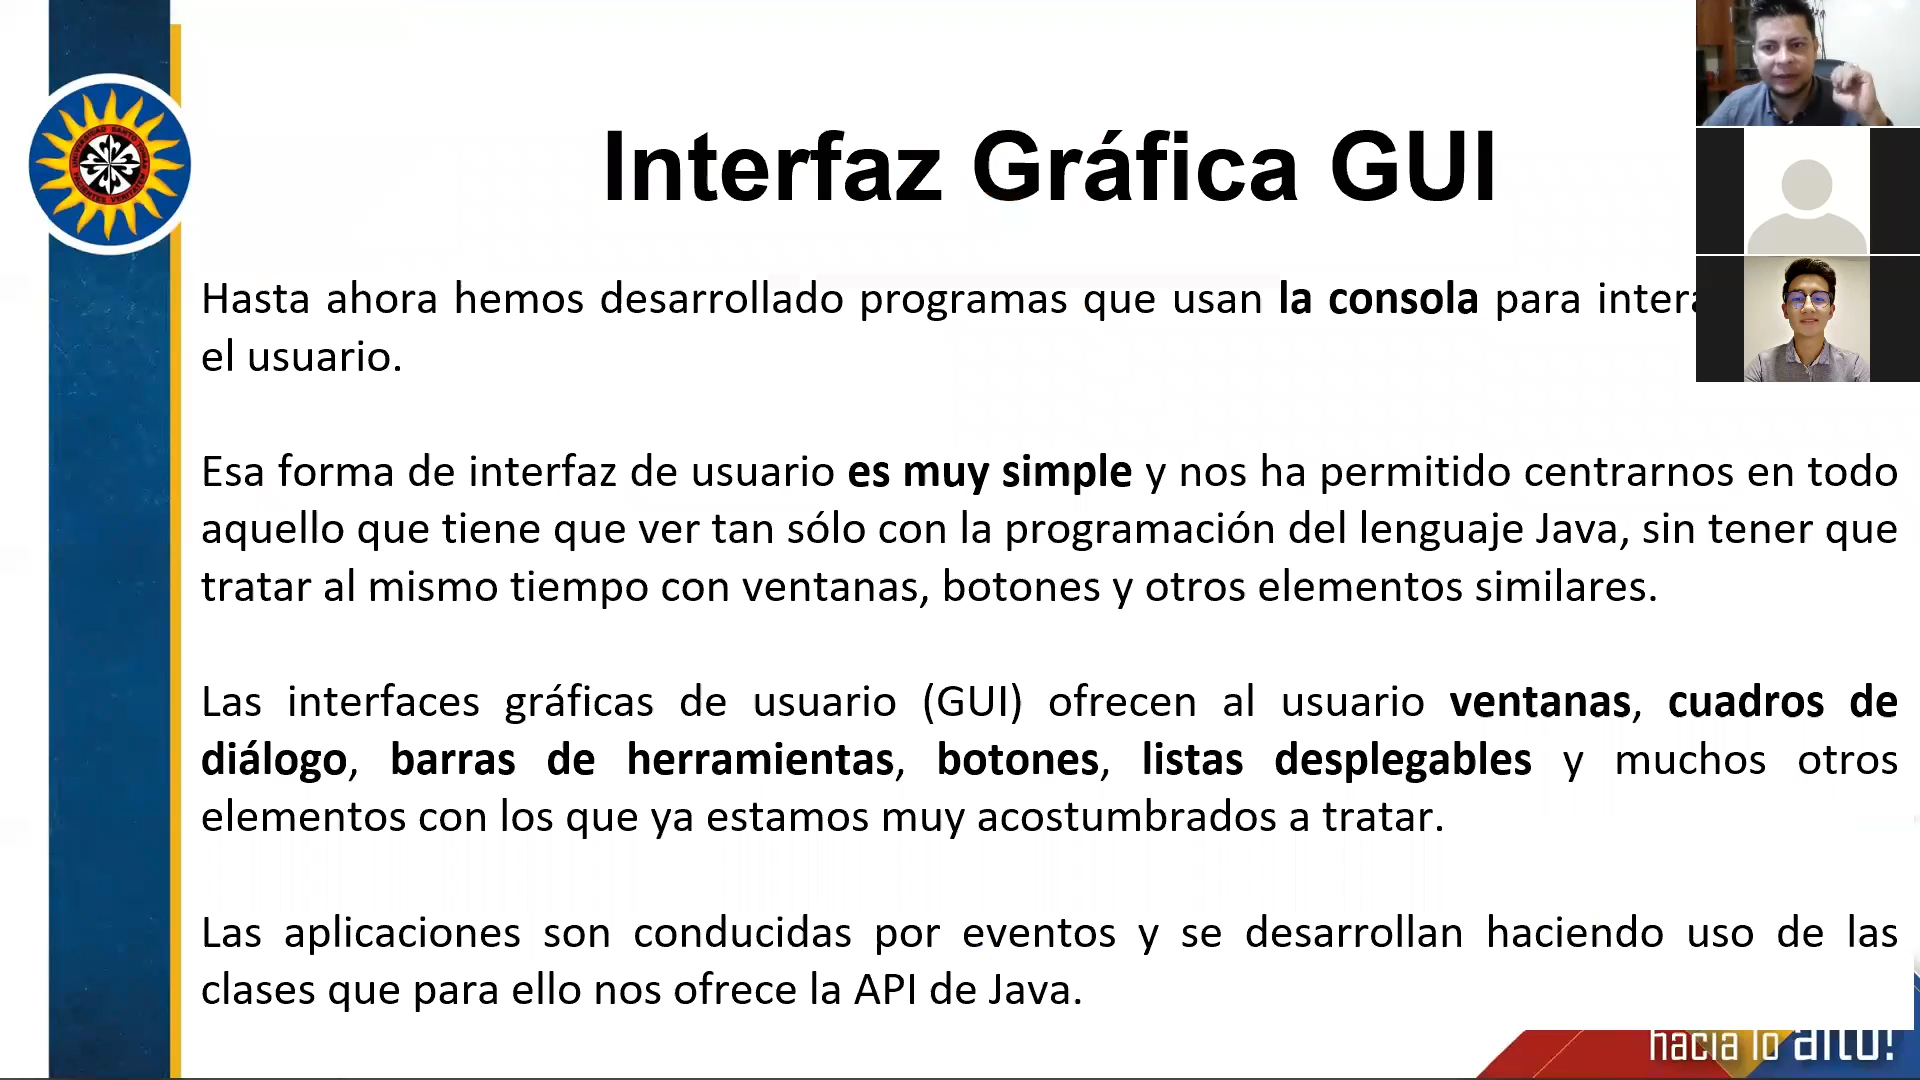 Interfaz Gráfica GUI
Hasta ahora hemos desarrollado programas que usan la consola para
el usuario.
Esa forma de interfaz de usuario es muy simple y nos ha permitido centrarnos en todo
aquello que tiene que ver tan sólo con la programación del lenguaje Java, sin tener que
tratar al mismo tiempo con ventanas, botones y otros elementos similares.
Las interfaces gráficas de usuario (GUI) ofrecen al usuario ventanas, cuadros de
diálogo, barras de herramientas, botones, listas desplegables y muchos otros
elementos con los que ya estamos muy acostumbrados a tratar.
Las aplicaciones son conducidas por eventos y se desarrollan haciendo uso de las
clases que para ello nos ofrece la API de Java.
hacia lo alto!